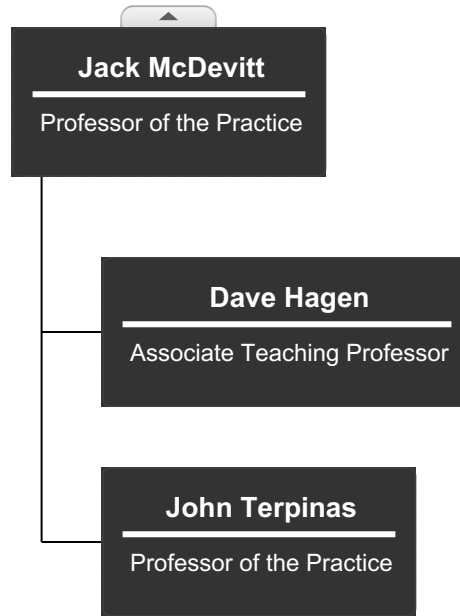 Jack McDevitt
Professor of the Practice
Dave Hagen
Associate Teaching Professor
John Terpinas
Professor of the Practice